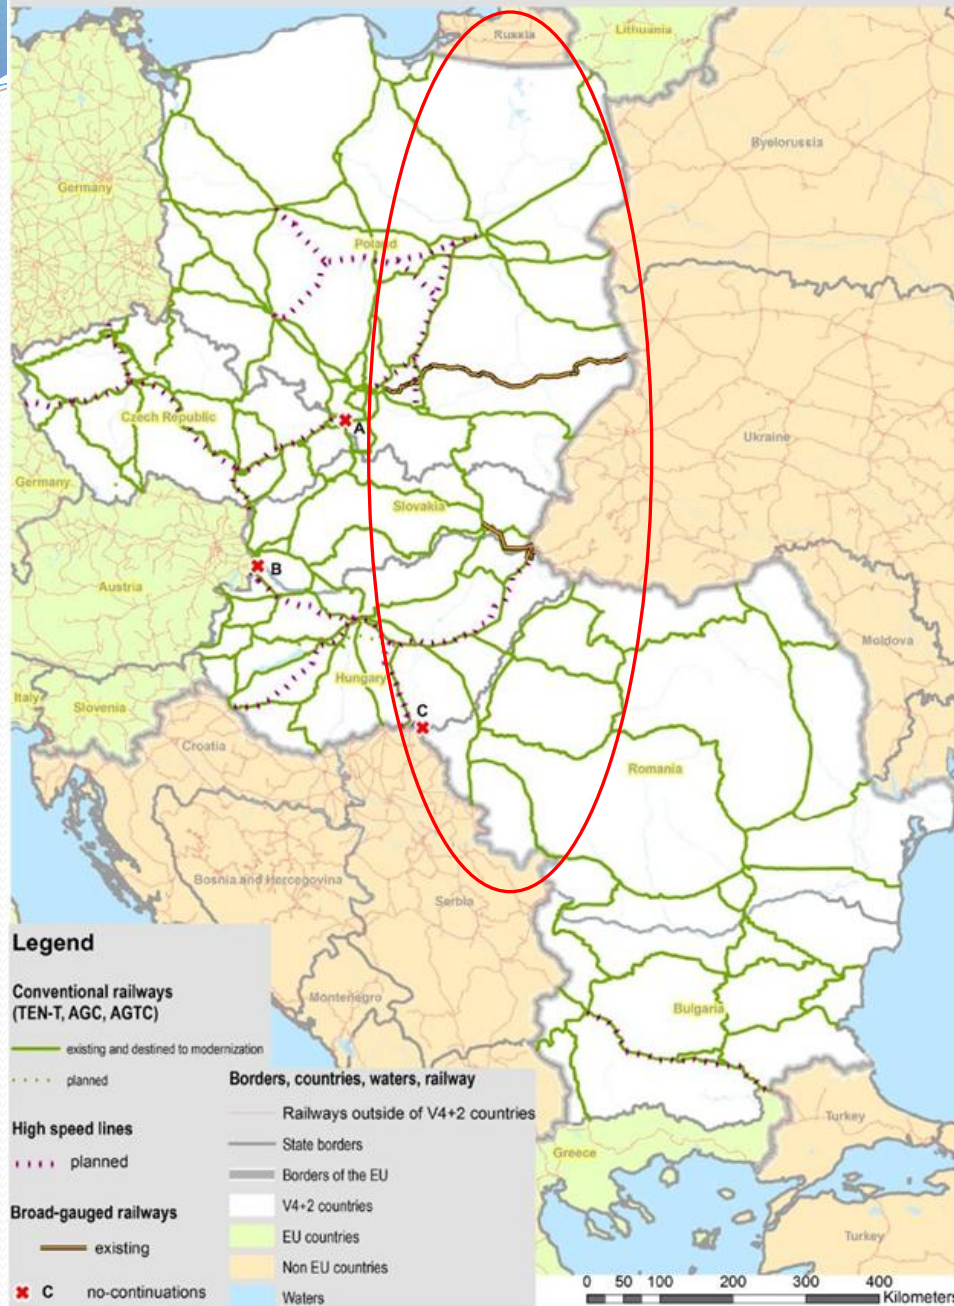 Russia
Lithuania
Byelorussia
Germany
Poland
Czech Republic
A
Ukraine
Germany
Slovakia
B
Austria
Moldova
Hungary
Italy
Slovenia
C
Croatia
Romania
Bosnia and Hercegovina
Serbia
Montenegro
Bulgaria
Turkey
Greece
Turkey
Legend
Conventional railways
(TEN-T, AGC, AGTC)
existing and destined to modernization
planned
High speed lines
planned
Broad-gauged railways
existing
C no-continuations
Borders, countries, waters, railway
Railways outside of V4+2 countries
State borders
Borders of the EU
V4+2 countries
EU countries
Non EU countries
Waters
0 50 100 200 300 400
Kilometers